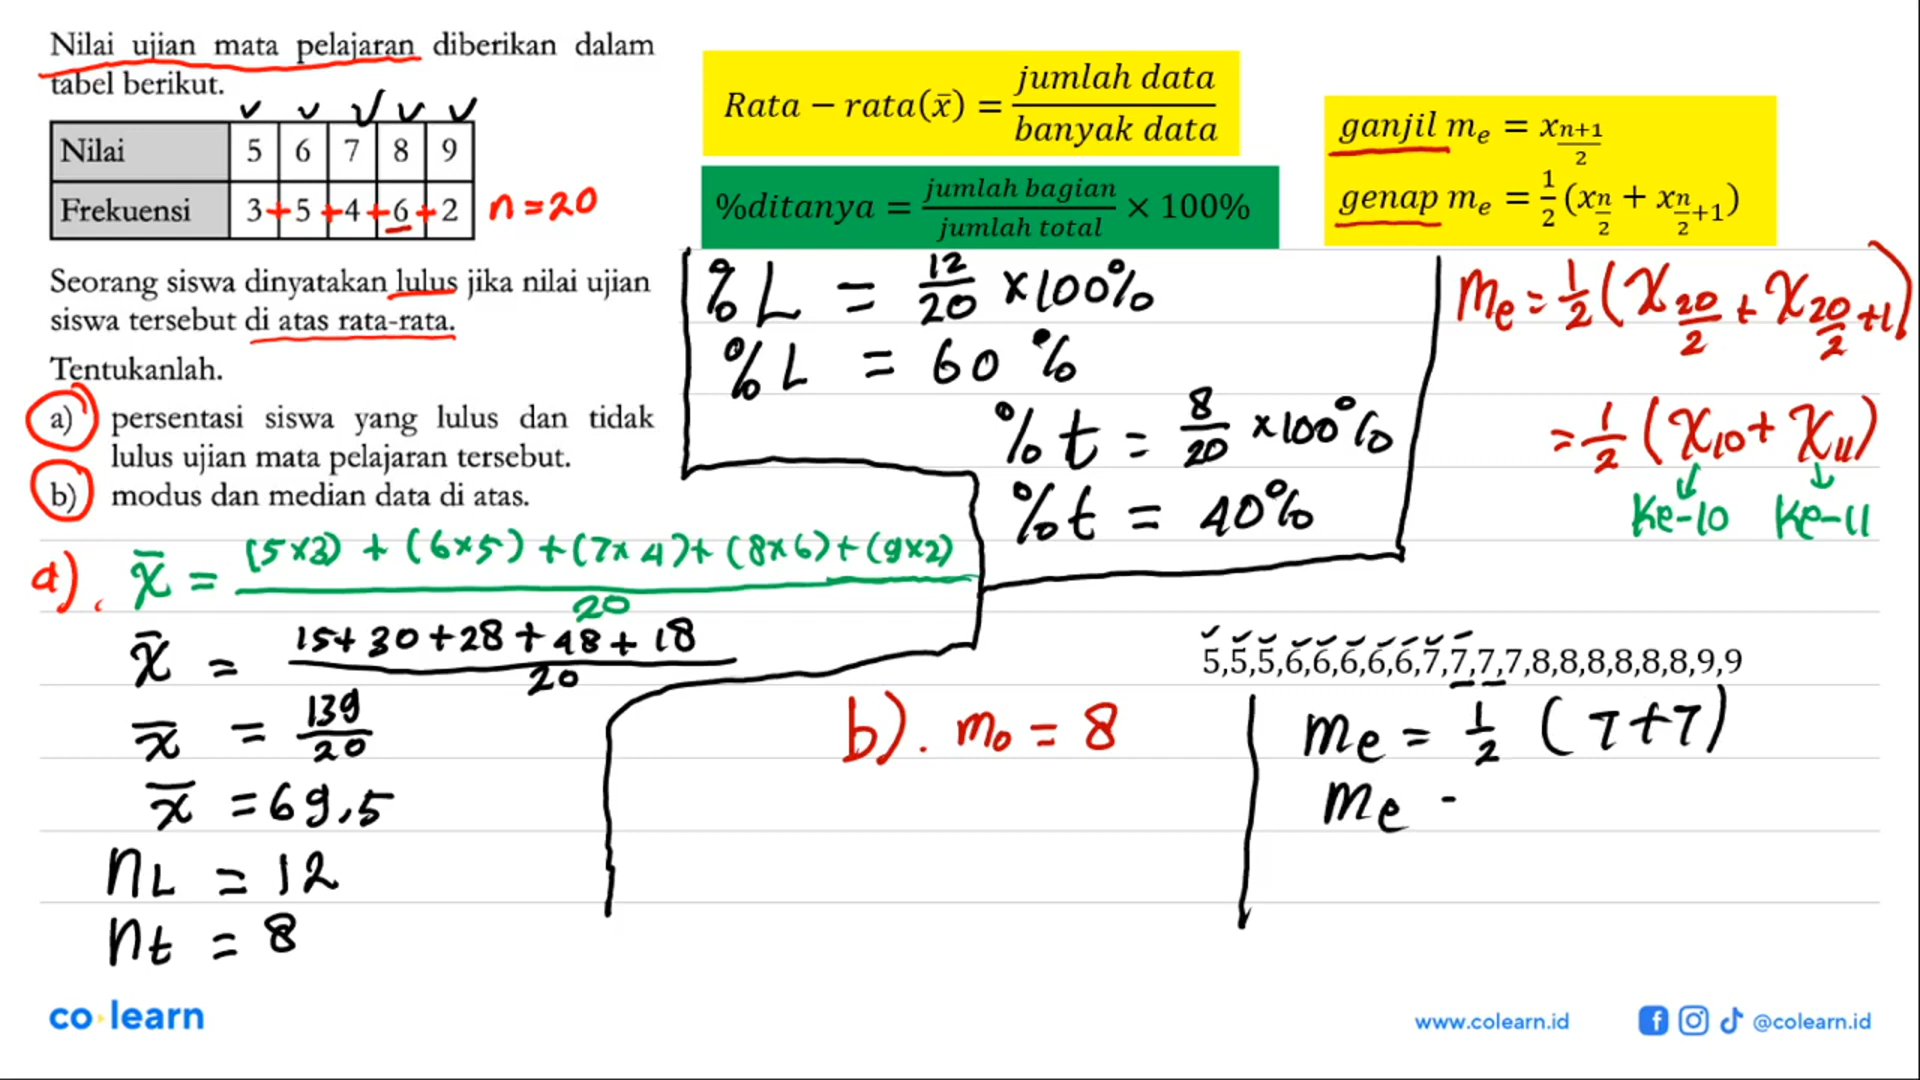 Nilai ujian mata pelajaran diberikan dalam
tabel berikut.
Nilai 5 6 7 8 9
Frekuensi 3 + 5 + 4 + 6 + 2 n = 20
Seorang siswa dinyatakan lulus jika nilai ujian
siswa tersebut di atas rata-rata.
Tentukanlah.
a) persentasi siswa yang lulus dan tidak
lulus ujian mata pelajaran tersebut.
b) modus dan median data di atas.
Rata − rata(x̄) = jumlah data / banyak data
%ditanya = jumlah bagian / jumlah total × 100%
ganjil mₑ = x_(n+1)/2
genap mₑ = 1/2 (x_n/2 + x_n/2+1)
%L = 12/20 × 100%
%L = 60%
%t = 8/20 × 100%
%t = 40%
me = 1/2 (x_20/2 + x_20/2+1)
= 1/2 (x10 + x11)
Ke-10 Ke-11
a). x̄ = (5×3) + (6×5) + (7×4) + (8×6) + (9×2) / 20
x̄ = 15 + 30 + 28 + 48 + 18 / 20
x̄ = 139 / 20
x̄ = 69,5
nL = 12
nt = 8
b). mo = 8
5,5,5,6,6,6,6,6,7,7,7,7,8,8,8,8,8,8,9,9
me = 1/2 (7+7)
me -
co learn
www.colearn.id
@colearn.id